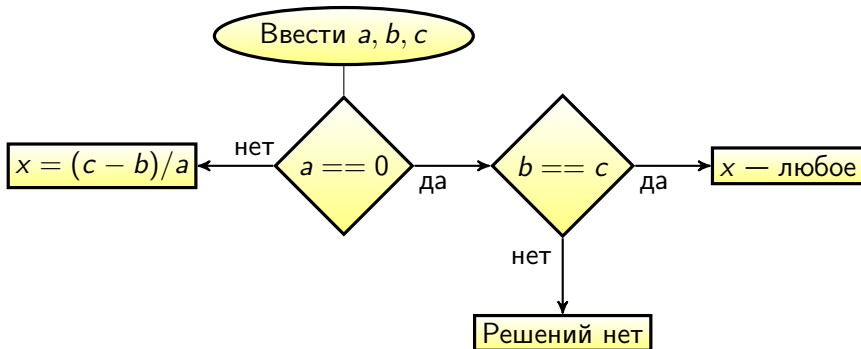 Ввести a, b, c
нет
x = (c − b)/a
a == 0
да
b == c
да
x — любое
нет
Решений нет